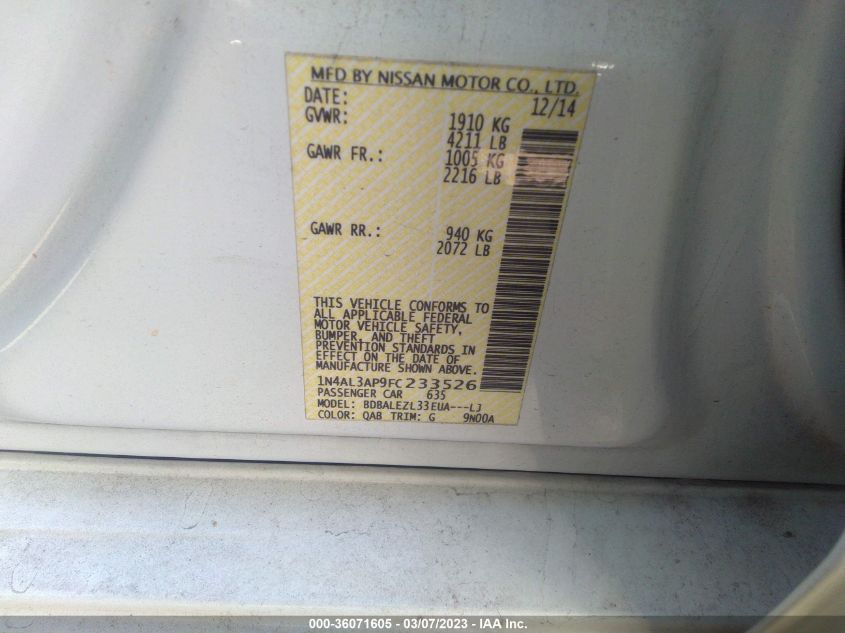 MFD BY NISSAN MOTOR CO., LTD.
DATE: 12/14
GVWR: 1910 KG
4211 LB
GAWR FR.: 1005 KG
2216 LB
GAWR RR.: 940 KG
2072 LB
THIS VEHICLE CONFORMS TO
ALL APPLICABLE FEDERAL
MOTOR VEHICLE SAFETY,
BUMPER, AND THEFT
PREVENTION STANDARDS IN
EFFECT ON THE DATE OF
MANUFACTURE SHOWN ABOVE.
1N4AL3AP9FC233526
PASSENGER CAR 635
MODEL: BDBALEZL33EUA---LJ
COLOR: QAB TRIM: G 9N00A
000-36071605 - 03/07/2023 - IAA Inc.